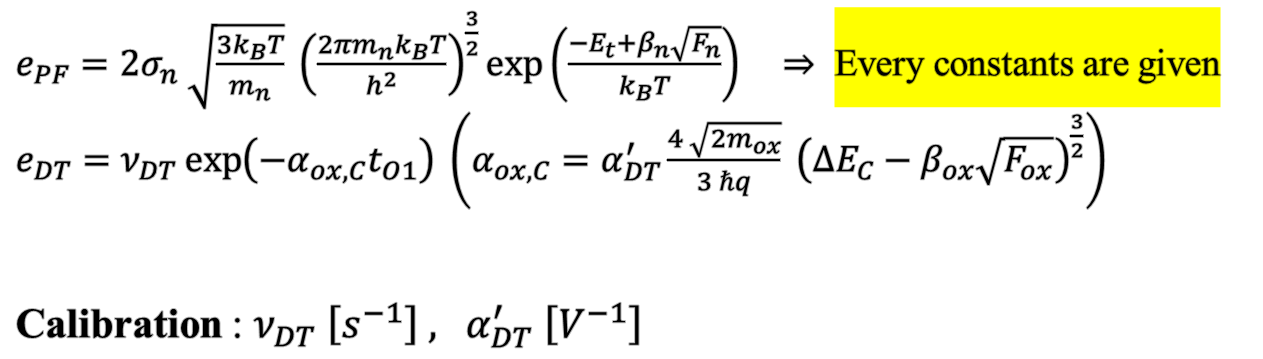 e_PF = 2σ_n √(3k_BT/m_n) (2πm_nk_BT/h²)^(3/2) exp((−E_t+β_n√F_n)/(k_BT)) ⇒ Every constants are given
e_DT = ν_DT exp(−α_ox,C t_O1) (α_ox,C = α′_DT (4√(2m_ox))/(3ħq) (ΔE_C − β_ox√F_ox)^(3/2))
Calibration : ν_DT [s⁻¹] , α′_DT [V⁻¹]